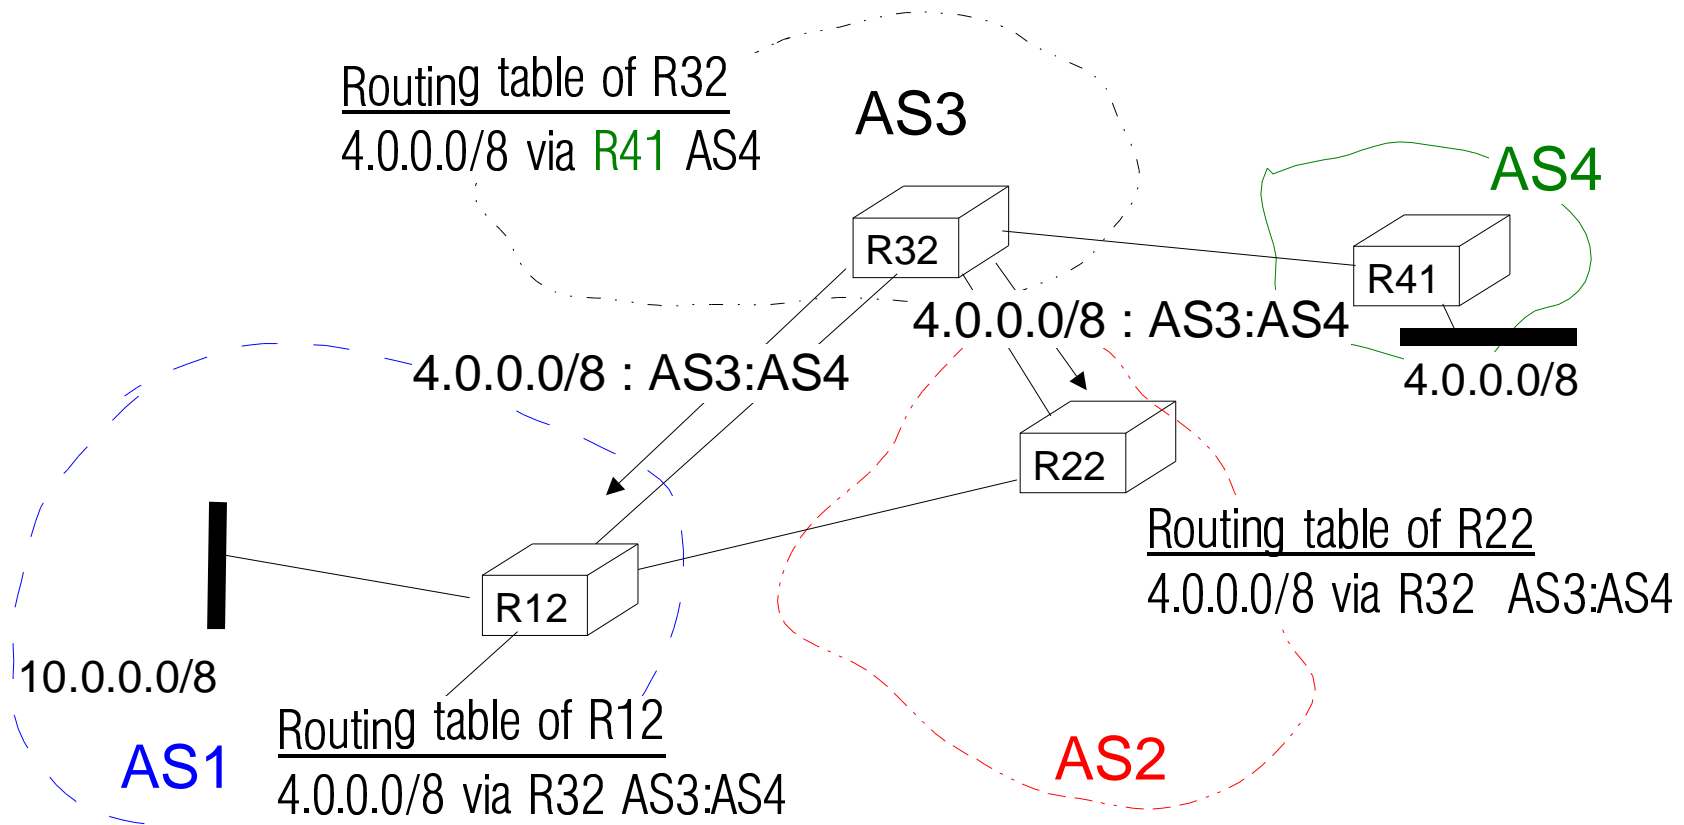 Routing table of R32
4.0.0.0/8 via R41 AS4
AS3
AS4
R32
R41
4.0.0.0/8 : AS3:AS4
4.0.0.0/8 : AS3:AS4
4.0.0.0/8
R22
Routing table of R22
4.0.0.0/8 via R32 AS3:AS4
R12
10.0.0.0/8
Routing table of R12
4.0.0.0/8 via R32 AS3:AS4
AS1
AS2